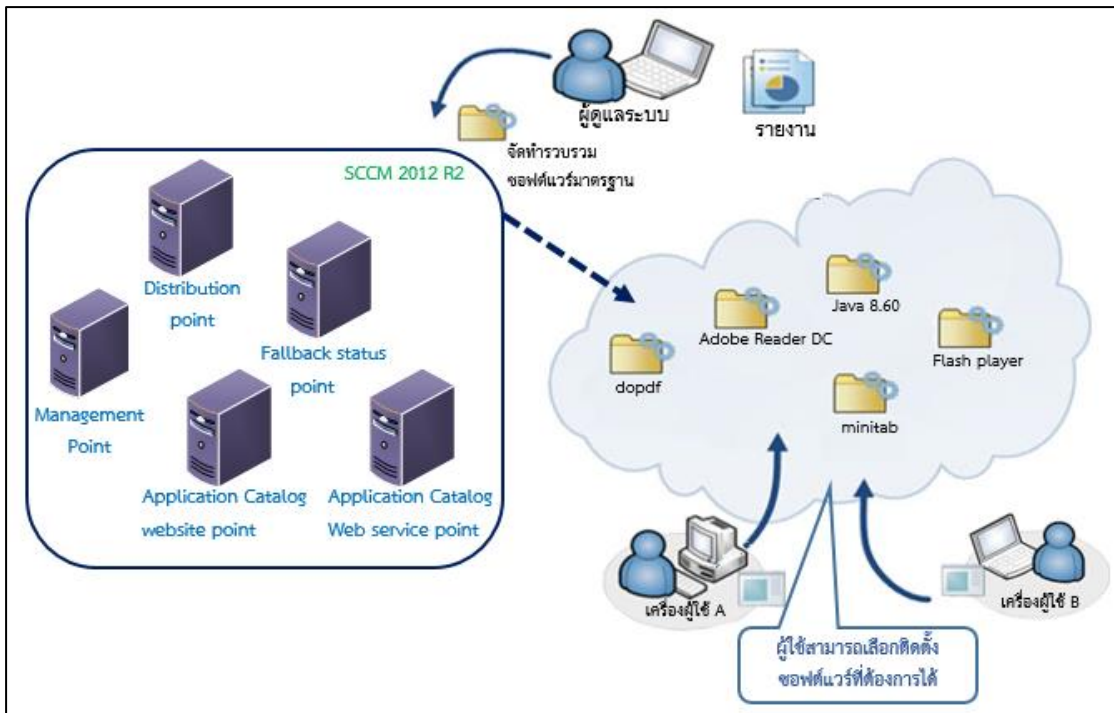 ผู้ดูแลระบบ
รายงาน
จัดทำรวบรวม
ซอฟต์แวร์มาตรฐาน
SCCM 2012 R2
Distribution
point
Fallback status
point
Management
Point
Application Catalog
website point
Application Catalog
Web service point
Java 8.60
Adobe Reader DC
Flash player
dopdf
minitab
เครื่องผู้ใช้ A
เครื่องผู้ใช้ B
ผู้ใช้สามารถเลือกติดตั้ง
ซอฟต์แวร์ที่ต้องการได้